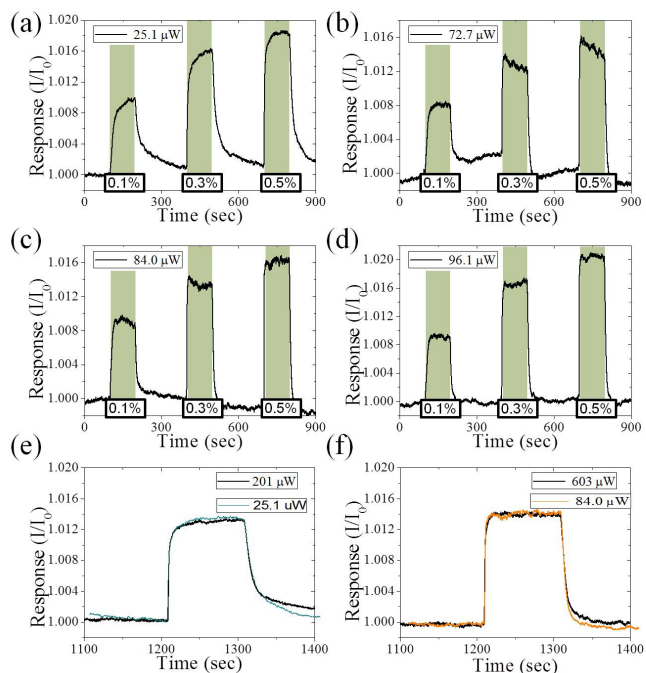 (a)
25.1 μW
1.020
1.016
1.012
1.008
1.004
1.000
Response (I/I0)
0.1%
0.3%
0.5%
0
300
600
900
Time (sec)
(b)
72.7 μW
1.016
1.012
1.008
1.004
1.000
Response (I/I0)
0.1%
0.3%
0.5%
0
300
600
900
Time (sec)
(c)
84.0 μW
1.016
1.012
1.008
1.004
1.000
Response (I/I0)
0.1%
0.3%
0.5%
0
300
600
900
Time (sec)
(d)
96.1 μW
1.020
1.016
1.012
1.008
1.004
1.000
Response (I/I0)
0.1%
0.3%
0.5%
0
300
600
900
Time (sec)
(e)
201 μW
25.1 uW
1.020
1.016
1.012
1.008
1.004
1.000
Response (I/I0)
1100
1200
1300
1400
Time (sec)
(f)
603 μW
84.0 μW
1.020
1.016
1.012
1.008
1.004
1.000
Response (I/I0)
1100
1200
1300
1400
Time (sec)